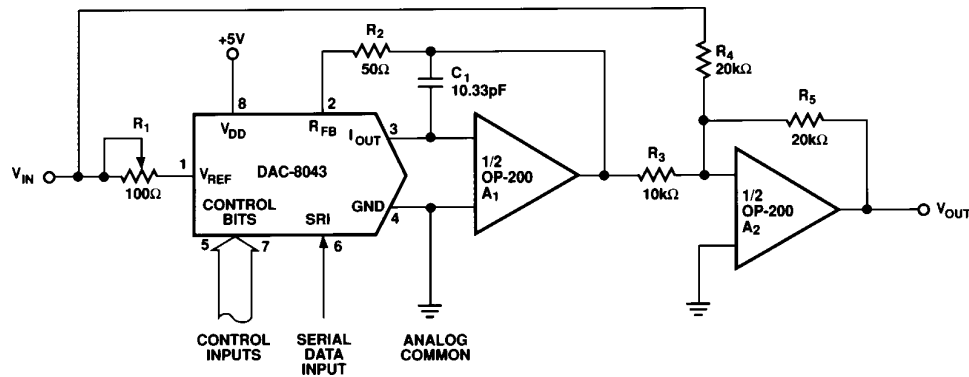 +5V
R2
50Ω
C1
10.33pF
R4
20kΩ
8
2
VDD
RFB
IOUT
3
R1
R5
20kΩ
VIN
1
100Ω
VREF
DAC-8043
1/2
OP-200
A1
R3
10kΩ
CONTROL
BITS
SRI
GND
4
5
7
6
1/2
OP-200
A2
VOUT
CONTROL
INPUTS
SERIAL
DATA
INPUT
ANALOG
COMMON